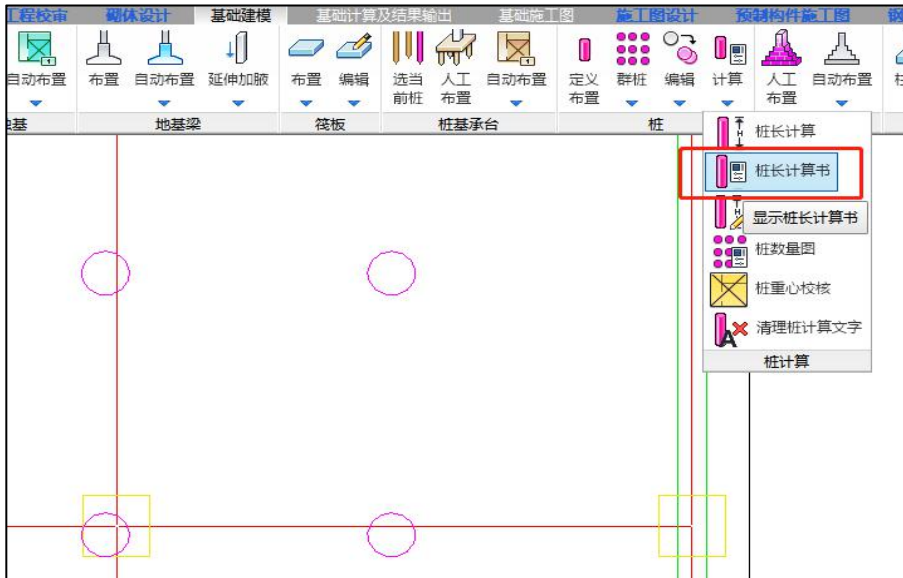 工程校审 砌体设计 基础建模 基础计算及结果输出 基础施工图 施工图设计 预制构件施工图
自动布置 布置 自动布置 延伸加腋 布置 编辑 选当前桩 人工布置 自动布置 定义布置 群桩 编辑 计算 人工布置 自动布置
地基梁 筏板 桩基承台 桩
桩长计算
桩长计算书
显示桩长计算书
桩数量图
桩重心校核
清理桩计算文字
桩计算